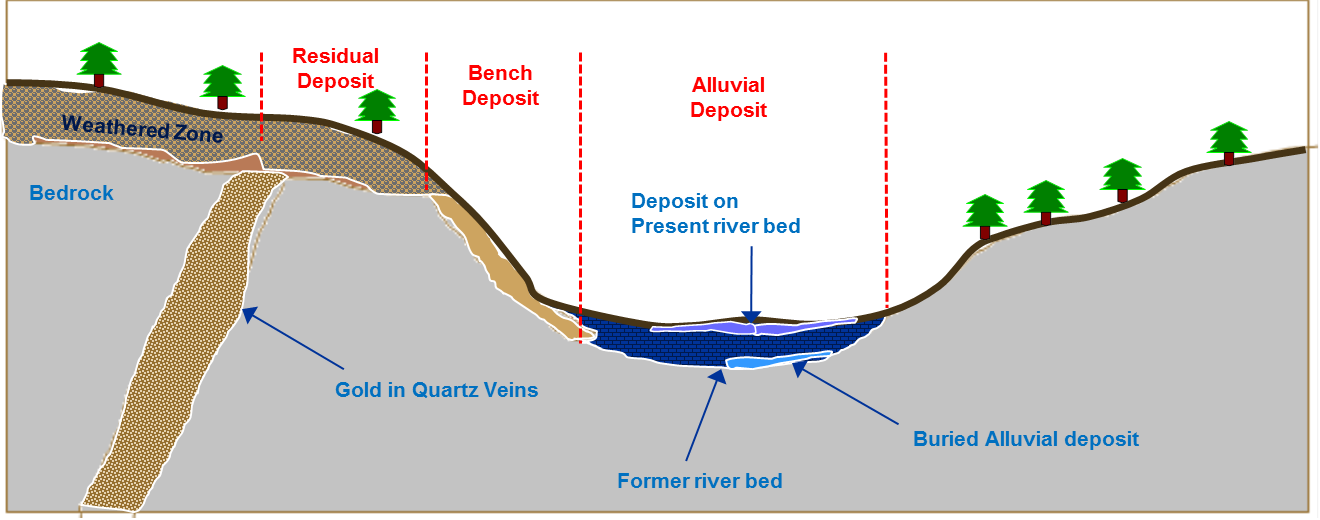 Residual
Deposit
Bench
Deposit
Alluvial
Deposit
Weathered Zone
Bedrock
Deposit on
Present river bed
Gold in Quartz Veins
Buried Alluvial deposit
Former river bed